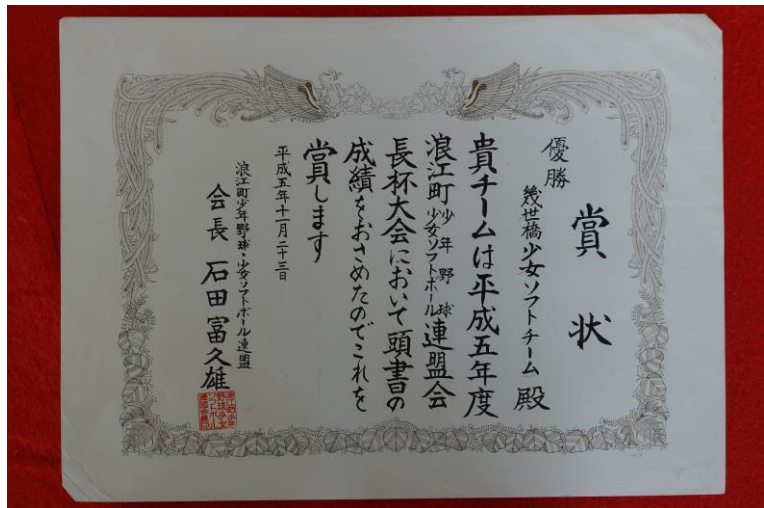 賞状
優勝
幾世橋少女ソフトチーム殿
貴チームは平成五年度
浪江町少年野球少女ソフトボール連盟会
長杯大会において頭書の
成績をおさめたのでこれを
賞します
平成五年十一月二十三日
浪江町少年野球・少女ソフトボール連盟
会長 石田富久雄